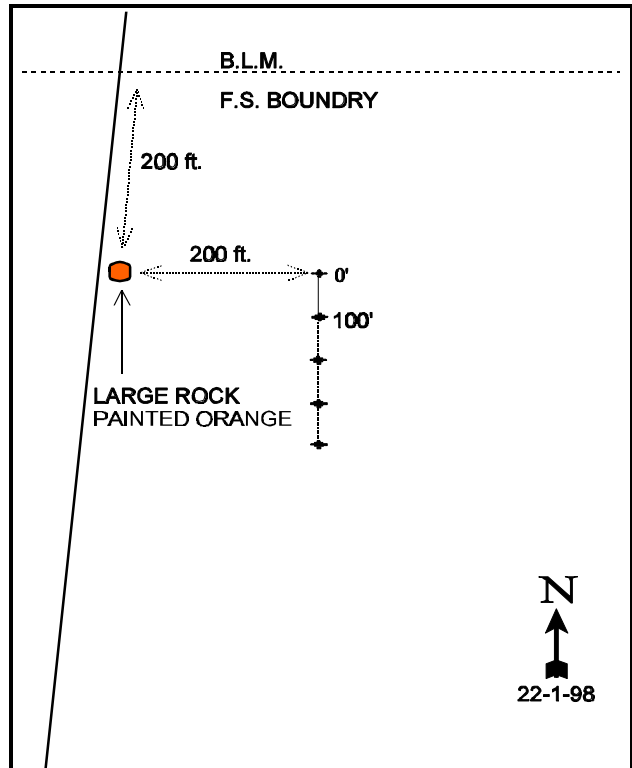 B.L.M.
F.S. BOUNDRY
200 ft.
200 ft.
0'
100'
LARGE ROCK
PAINTED ORANGE
N
22-1-98